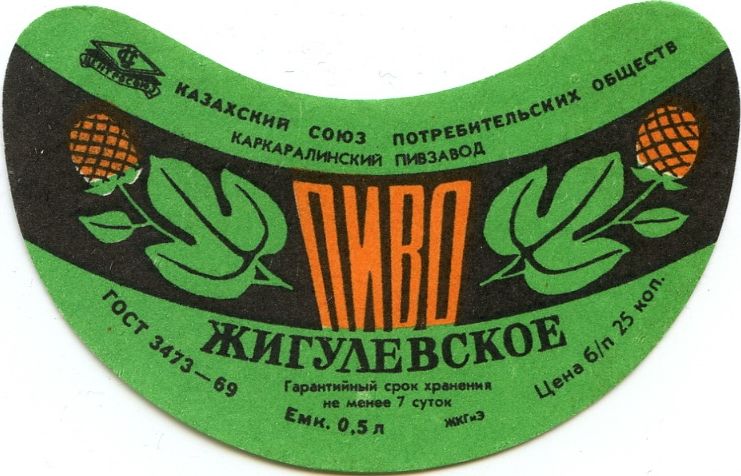 ЦЕНТРСОЮЗ
КАЗАХСКИЙ СОЮЗ ПОТРЕБИТЕЛЬСКИХ ОБЩЕСТВ
КАРКАРАЛИНСКИЙ ПИВЗАВОД
ПИВО
ЖИГУЛЕВСКОЕ
ГОСТ 3473—69
Гарантийный срок хранения
не менее 7 суток
Емк. 0,5 л
ЖКГиЭ
Цена б/п 25 коп.